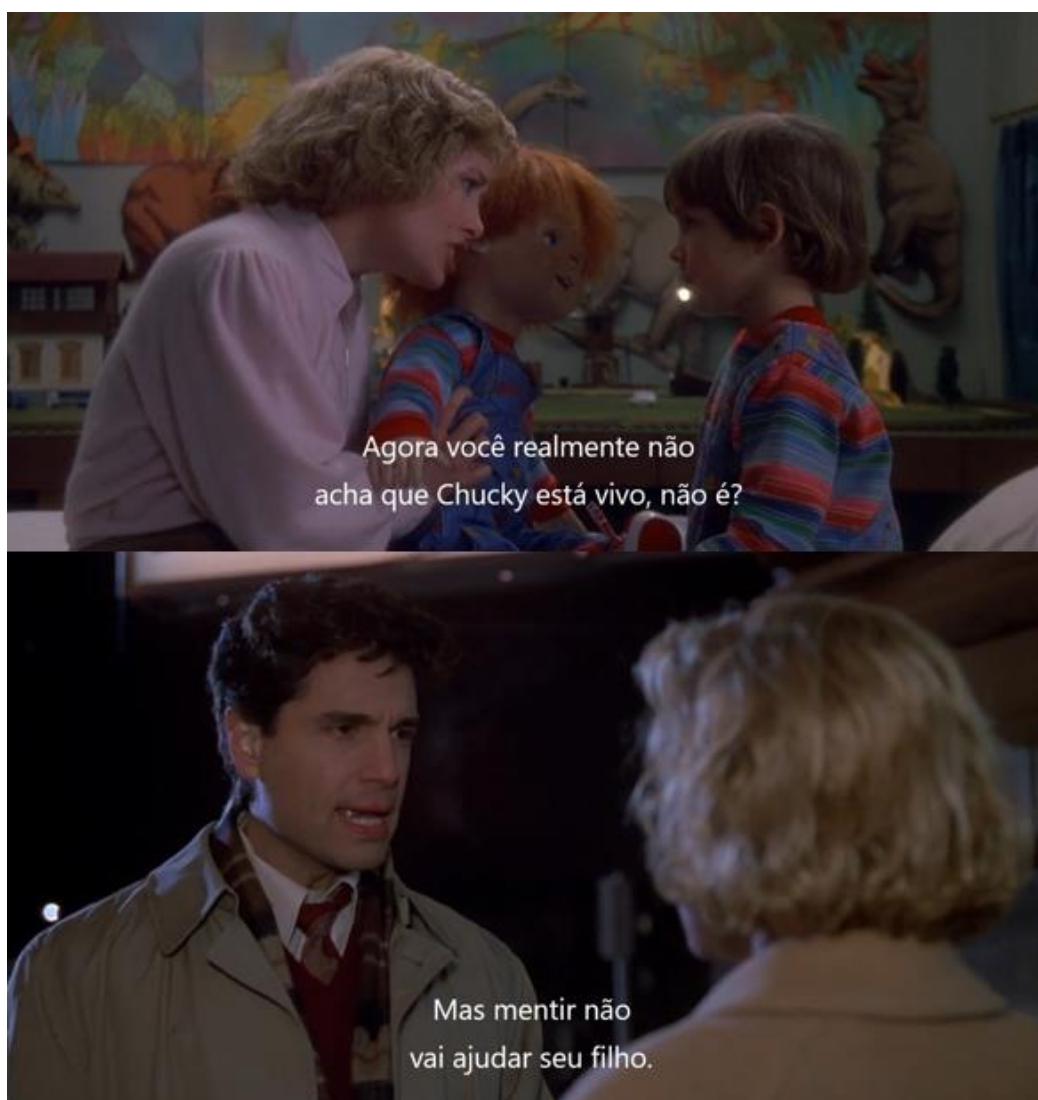 Agora você realmente não
acha que Chucky está vivo, não é?
Mas mentir não
vai ajudar seu filho.